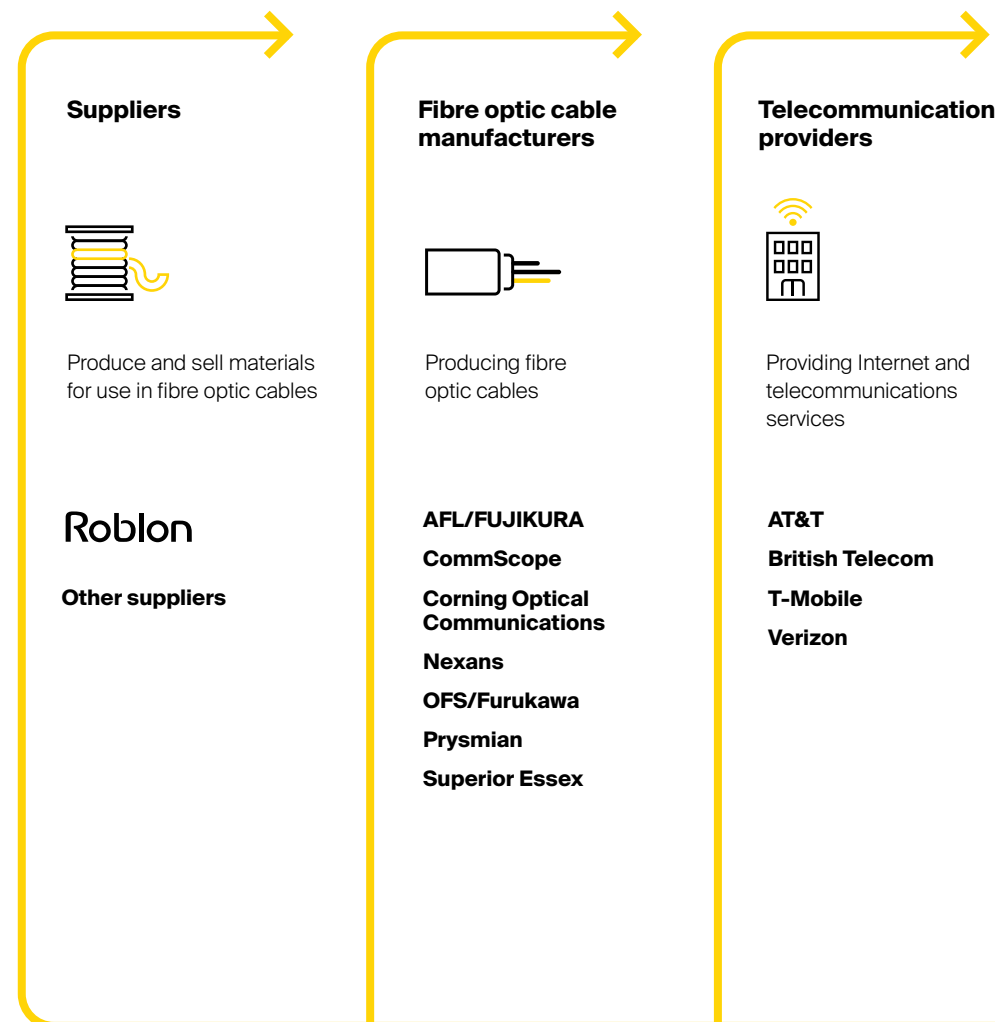 Suppliers
Produce and sell materials
for use in fibre optic cables
Roblon
Other suppliers
Fibre optic cable
manufacturers
Producing fibre
optic cables
AFL/FUJIKURA
CommScope
Corning Optical
Communications
Nexans
OFS/Furukawa
Prysmian
Superior Essex
Telecommunication
providers
Providing Internet and
telecommunications
services
AT&T
British Telecom
T-Mobile
Verizon